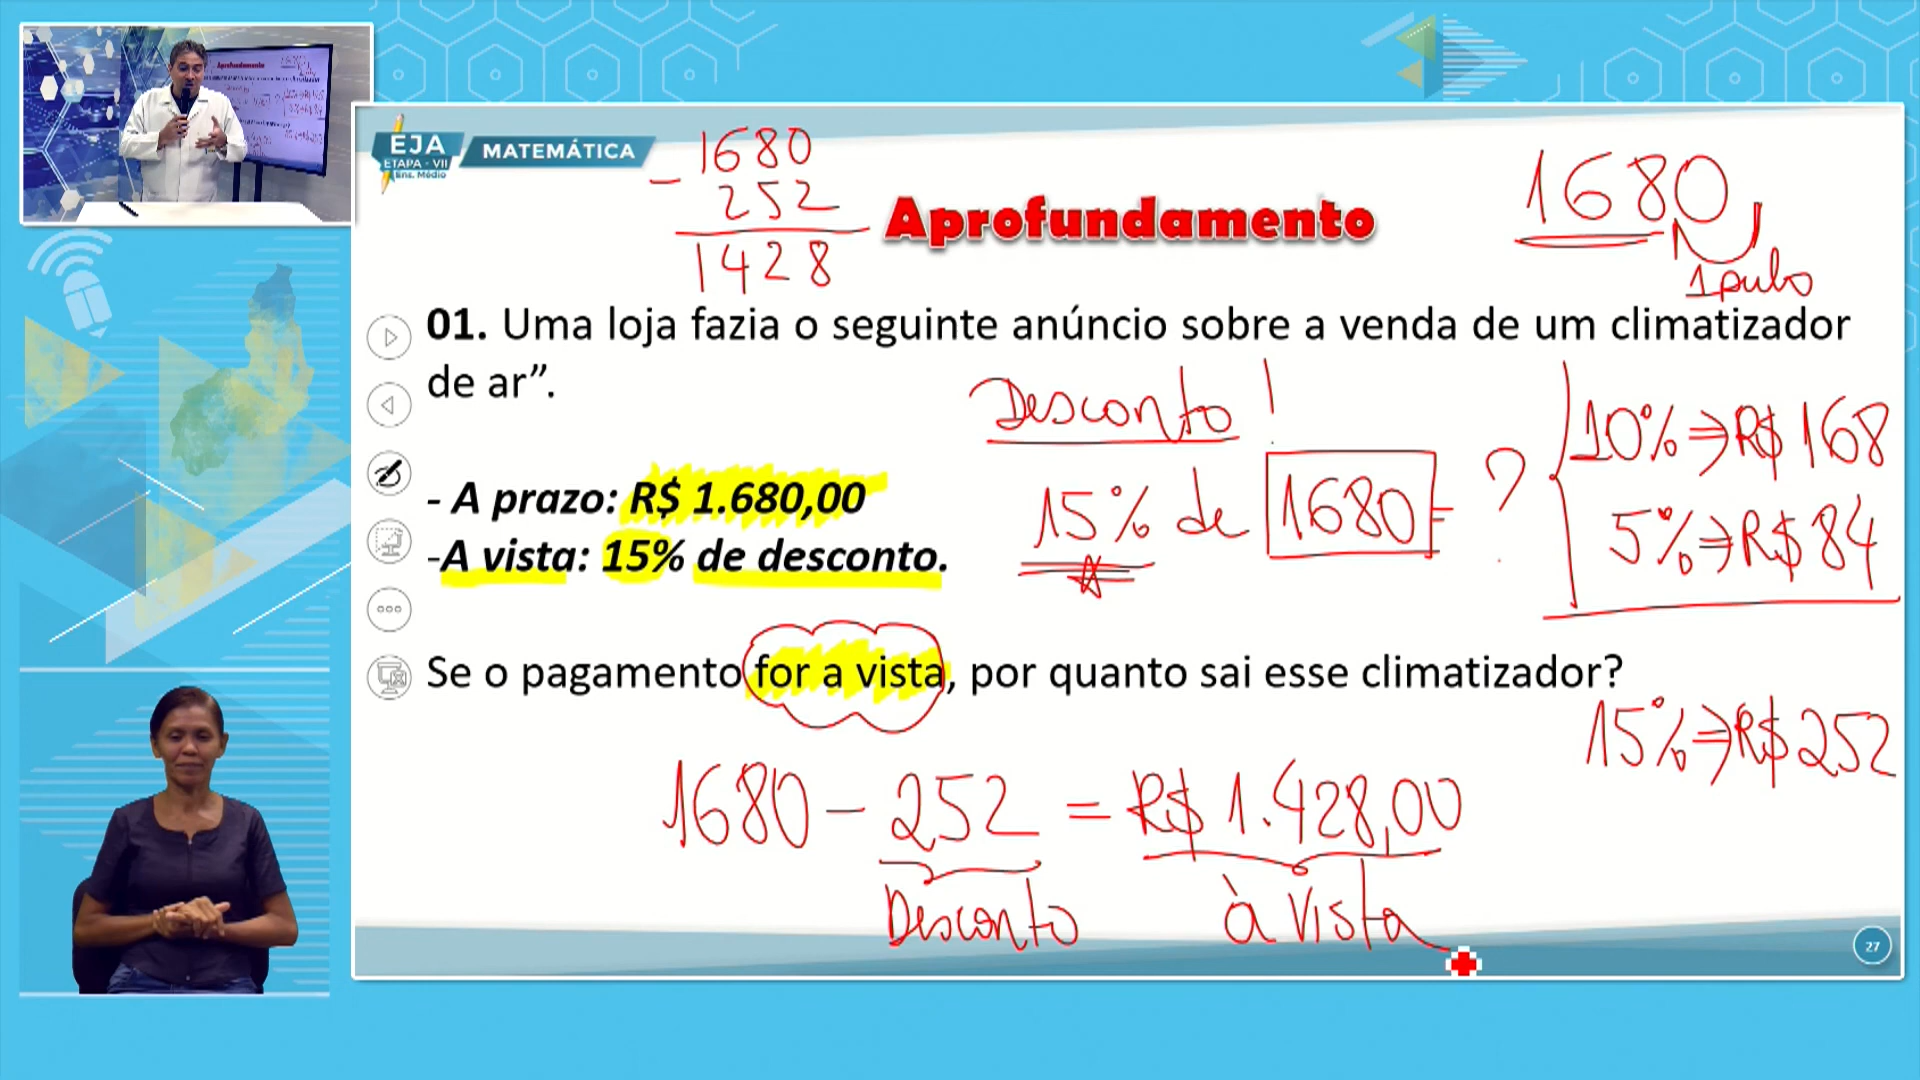 EJA
ETAPA - VII
Ens. Médio
MATEMÁTICA
1680
- 252
1428
Aprofundamento
1680,
1 pulo
01. Uma loja fazia o seguinte anúncio sobre a venda de um climatizador
de ar”.
Desconto !
10% ⇒ R$ 168
- A prazo: R$ 1.680,00
15% de 1680 = ?
5% ⇒ R$ 84
-A vista: 15% de desconto.
Se o pagamento for a vista, por quanto sai esse climatizador?
15% ⇒ R$ 252
1680 - 252 = R$ 1.428,00
Desconto
à vista
27